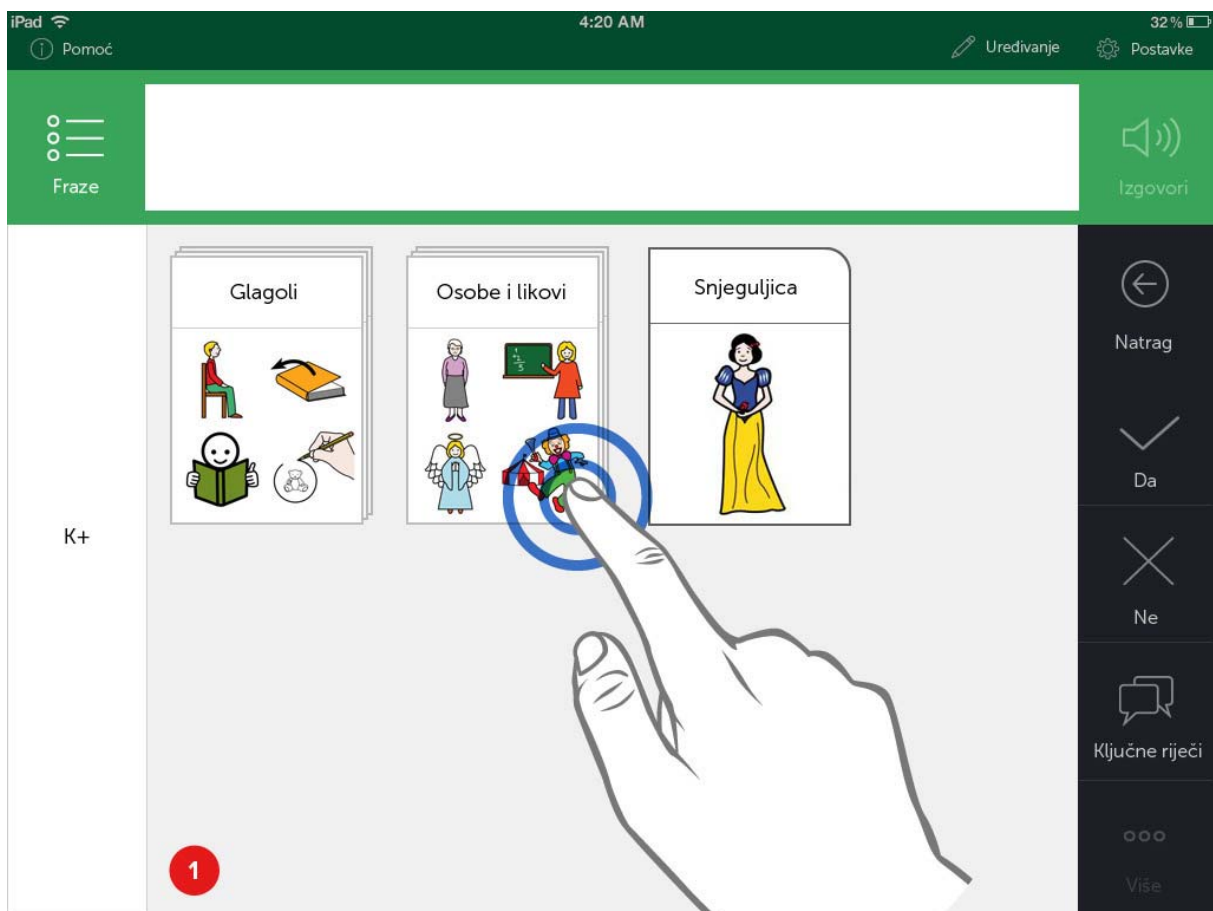 iPad 4:20 AM 32 %
Pomoć Uredivanje Postavke
Fraze
Izgovori
Glagoli
Osobe i likovi
Snjeguljica
Natrag
Da
K+
Ne
Ključne riječi
1
Više